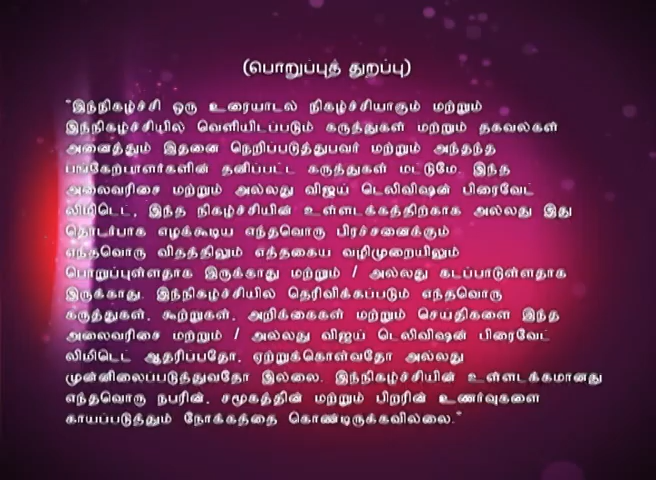 (பொறுப்புத் துறப்பு)
"இந்நிகழ்ச்சி ஒரு உரையாடல் நிகழ்ச்சியாகும் மற்றும்
இந்நிகழ்ச்சியில் வெளியிடப்படும் கருத்துகள் மற்றும் தகவல்கள்
அனைத்தும் இதனை நெறிப்படுத்துபவர் மற்றும் அந்தந்த
பங்கேற்பாளர்களின் தனிப்பட்ட கருத்துகள் மட்டுமே. இந்த
அலைவரிசை மற்றும் அல்லது விஜய் டெலிவிஷன் பிரைவேட்
லிமிடெட், இந்த நிகழ்ச்சியின் உள்ளடக்கத்திற்காக அல்லது இது
தொடர்பாக எழக்கூடிய எந்தவொரு பிரச்சனைக்கும்
எந்தவொரு விதத்திலும் எத்தகைய வழிமுறையிலும்
பொறுப்புள்ளதாக இருக்காது மற்றும் / அல்லது கடப்பாடுள்ளதாக
இருக்காது. இந்நிகழ்ச்சியில் தெரிவிக்கப்படும் எந்தவொரு
கருத்துகள், கூற்றுகள், அறிக்கைகள் மற்றும் செய்திகளை இந்த
அலைவரிசை மற்றும் / அல்லது விஜய் டெலிவிஷன் பிரைவேட்
லிமிடெட் ஆதரிப்பதோ, ஏற்றுக்கொள்வதோ அல்லது
முன்னிலைப்படுத்துவதோ இல்லை. இந்நிகழ்ச்சியின் உள்ளடக்கமானது
எந்தவொரு நபரின், சமூகத்தின் மற்றும் பிறரின் உணர்வுகளை
காயப்படுத்தும் நோக்கத்தை கொண்டிருக்கவில்லை."